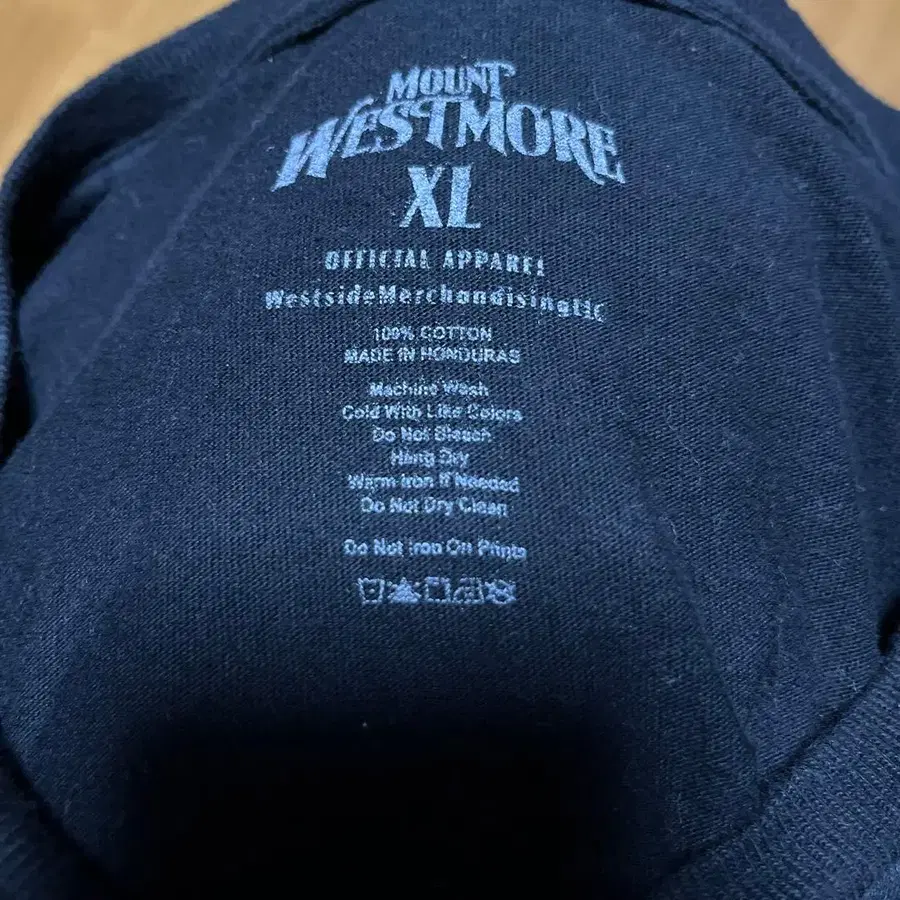 MOUNT
WESTMORE
XL
OFFICIAL APPAREL
WestsideMerchandisingLLC
100% COTTON
MADE IN HONDURAS
Machine Wash
Cold With Like Colors
Do Not Bleach
Hang Dry
Warm Iron If Needed
Do Not Dry Clean
Do Not Iron On Prints